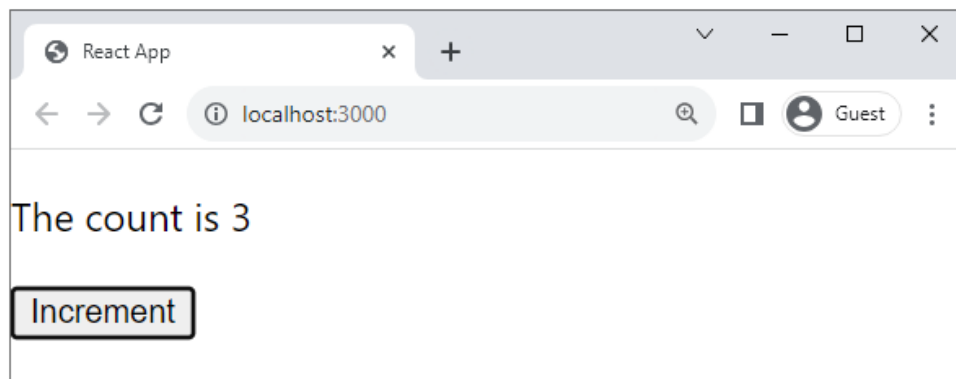 React App
localhost:3000
Guest
The count is 3
Increment